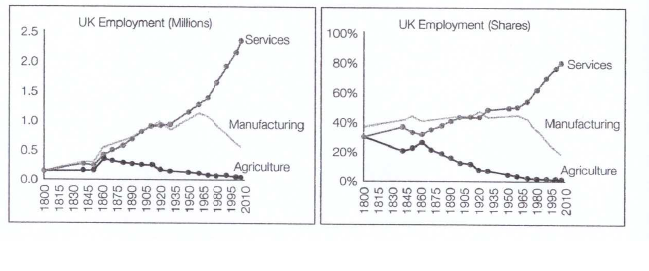 UK Employment (Millions)
2.5
2.0
1.5
1.0
0.5
0.0
Services
Manufacturing
Agriculture
1800 1815 1830 1845 1860 1875 1890 1905 1920 1935 1950 1965 1980 1995 2010
UK Employment (Shares)
100%
80%
60%
40%
20%
0%
Services
Manufacturing
Agriculture
1800 1815 1830 1845 1860 1875 1890 1905 1920 1935 1950 1965 1980 1995 2010